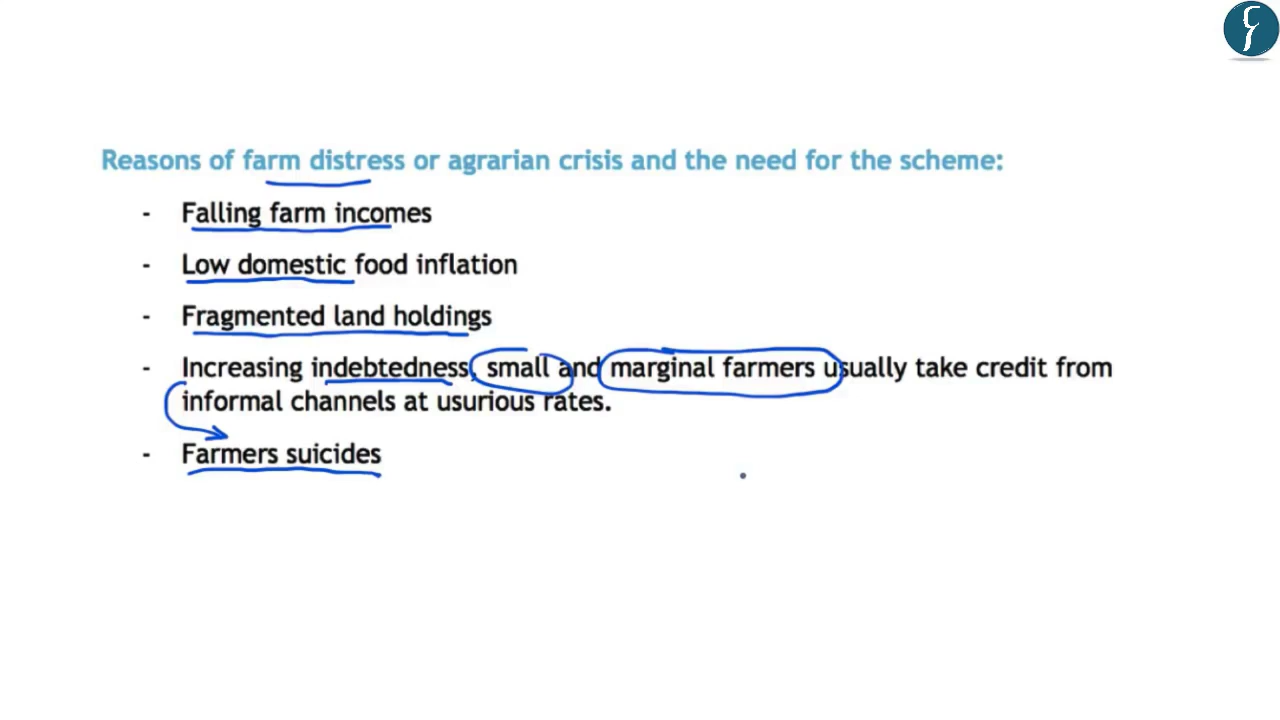 Reasons of farm distress or agrarian crisis and the need for the scheme:
- Falling farm incomes
- Low domestic food inflation
- Fragmented land holdings
- Increasing indebtedness, small and marginal farmers usually take credit from
informal channels at usurious rates.
- Farmers suicides